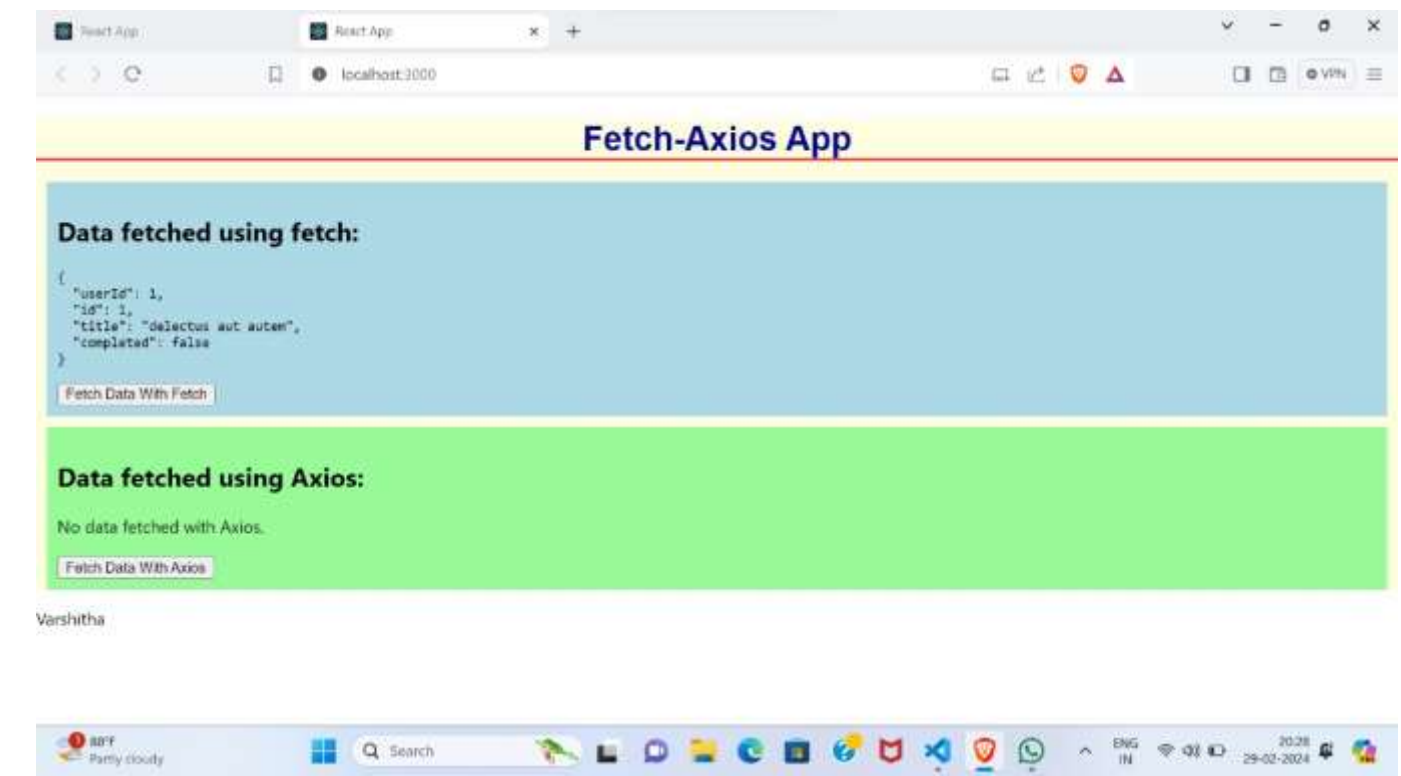 React App
React App
localhost:3000
VPN
Fetch-Axios App
Data fetched using fetch:
{
"userId": 1,
"id": 1,
"title": "delectus aut autem",
"completed": false
}
Fetch Data With Fetch
Data fetched using Axios:
No data fetched with Axios.
Fetch Data With Axios
Varshitha
88°F
Partly cloudy
Search
ENG
IN
20:28
29-02-2024